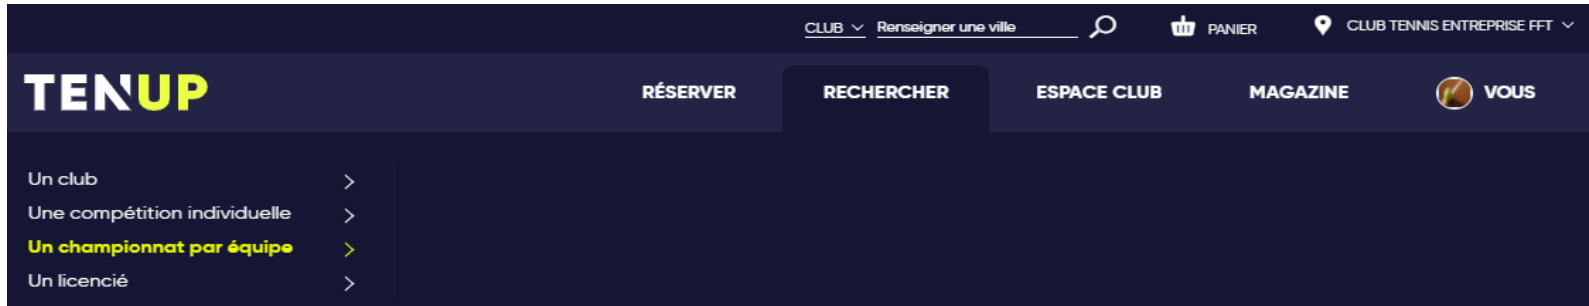 CLUB Renseigner une ville PANIER CLUB TENNIS ENTREPRISE FFT
TENUP RÉSERVER RECHERCHER ESPACE CLUB MAGAZINE VOUS
Un club
Une compétition individuelle
Un championnat par équipe
Un licencié